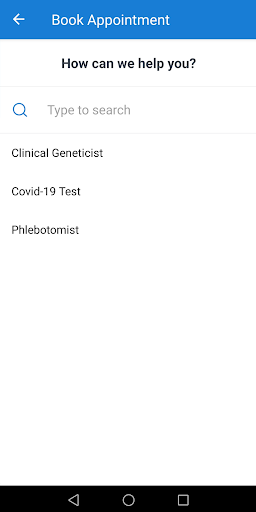 Book Appointment
How can we help you?
Type to search
Clinical Geneticist
Covid-19 Test
Phlebotomist